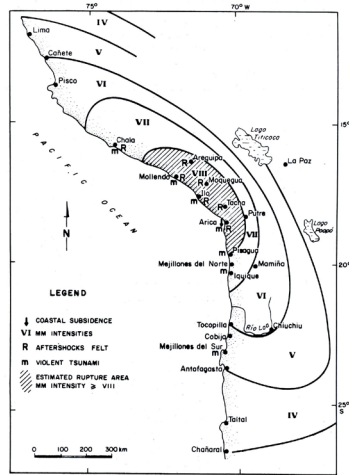 75°
70° W
IV
Lima
V
Cañete
VI
Pisco
VII
15°
Lago
Titicaca
Chala
R
m
Arequipa
R
La Paz
VIII
Mollendo
R
m
Moquegua
R
PACIFIC OCEAN
Ilo
R
m
Tacna
R
Putre
Lago
Poopó
Arica
R
m
VII
N
Pisagua
m
Mejillones del Norte
Mamiña
20°
Iquique
m
LEGEND
VI
COASTAL SUBSIDENCE
VI MM INTENSITIES
Tocopilla
Río Loa
Chiuchiu
R AFTERSHOCKS FELT
Cobija
m VIOLENT TSUNAMI
Mejillones del Sur
m
V
ESTIMATED RUPTURE AREA
MM INTENSITY ≥ VIII
Antofagasta
IV
25°
S
Taltal
0 100 200 300 km
Chañaral